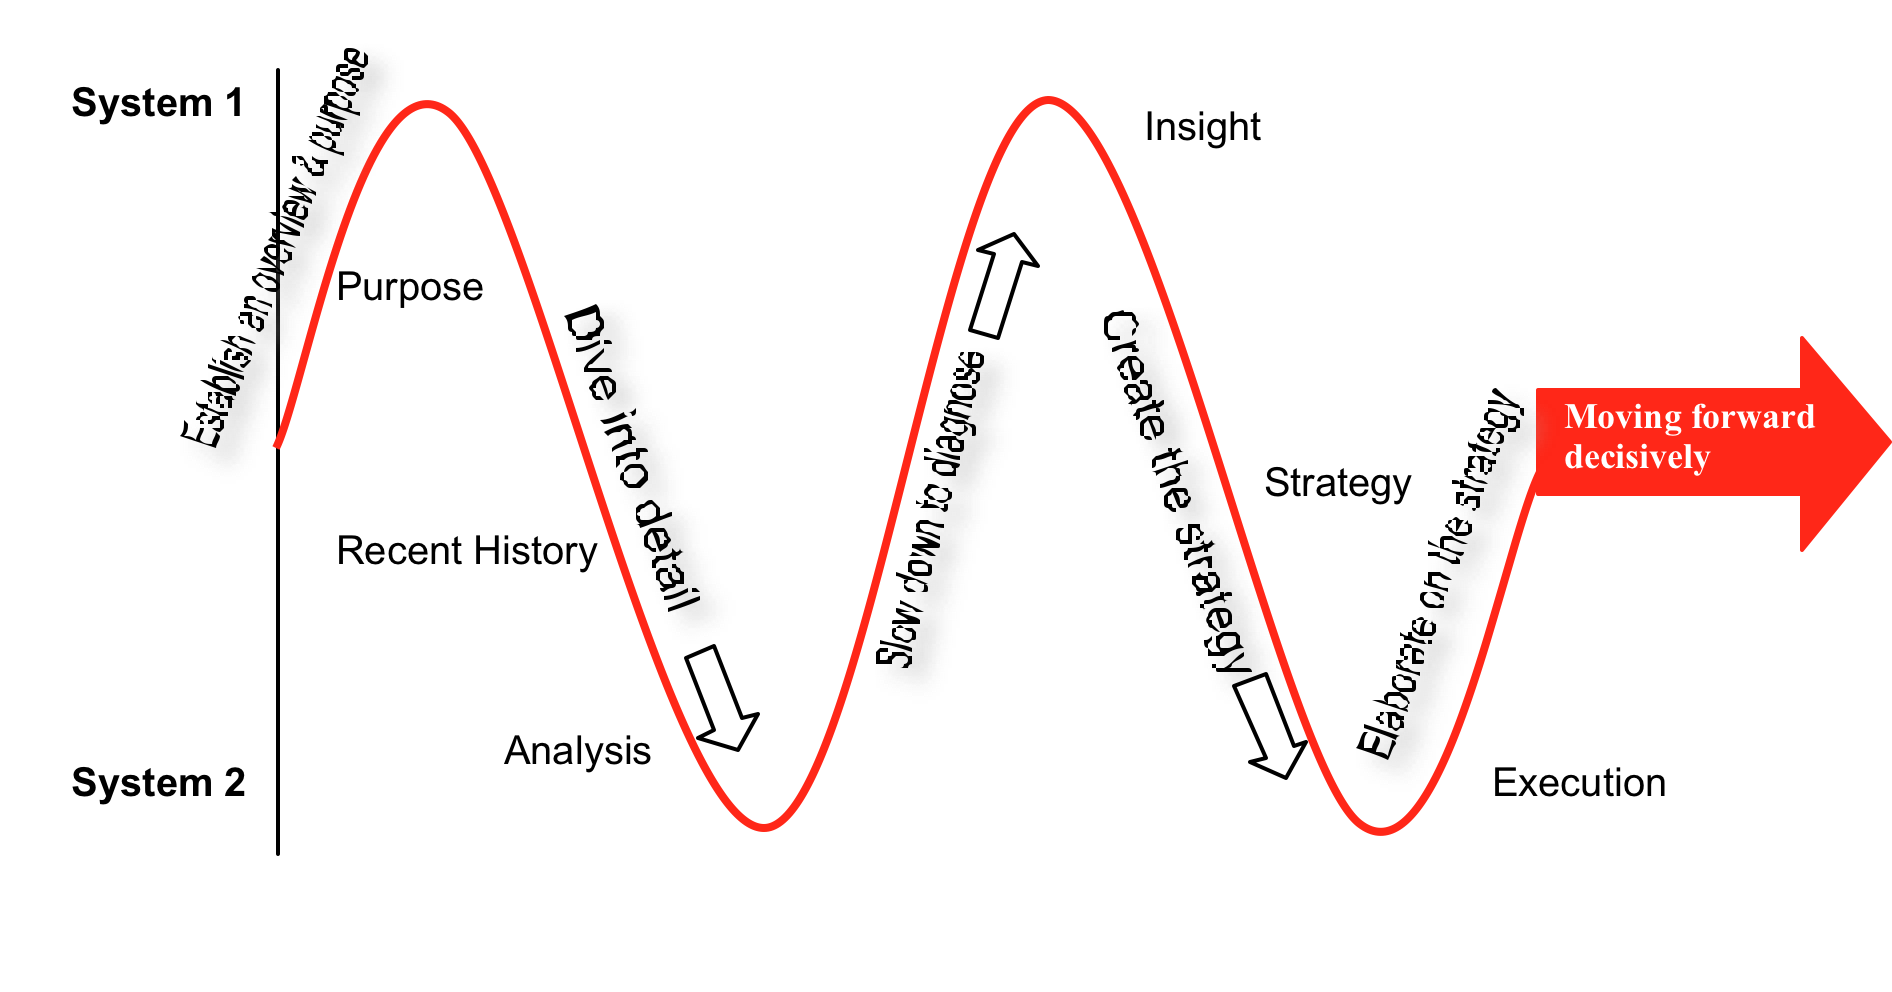 System 1
Establish an overview & purpose
Purpose
Recent History
Analysis
System 2
Dive into detail
Slow down to diagnose
Insight
Create the strategy
Strategy
Elaborate on the strategy
Execution
Moving forward
decisively